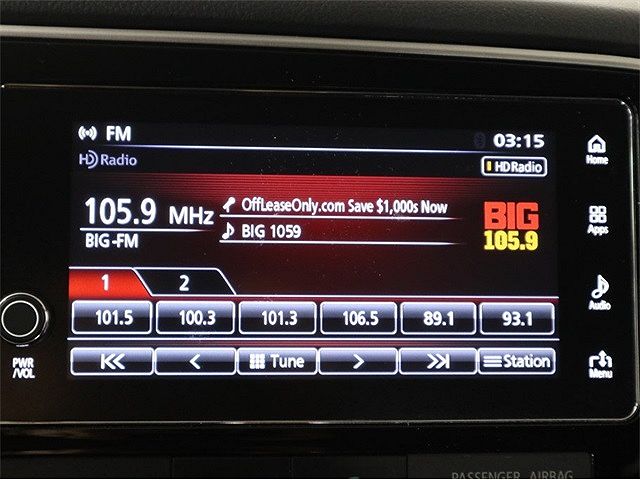 FM
03:15
HD Radio
HD Radio
105.9 MHz
BIG-FM
OffLeaseOnly.com Save $1,000s Now
BIG 1059
BIG
105.9
1
2
101.5
100.3
101.3
106.5
89.1
93.1
Tune
Station
Home
Apps
Audio
Menu
PWR
/VOL
PASSENGER AIRBAG